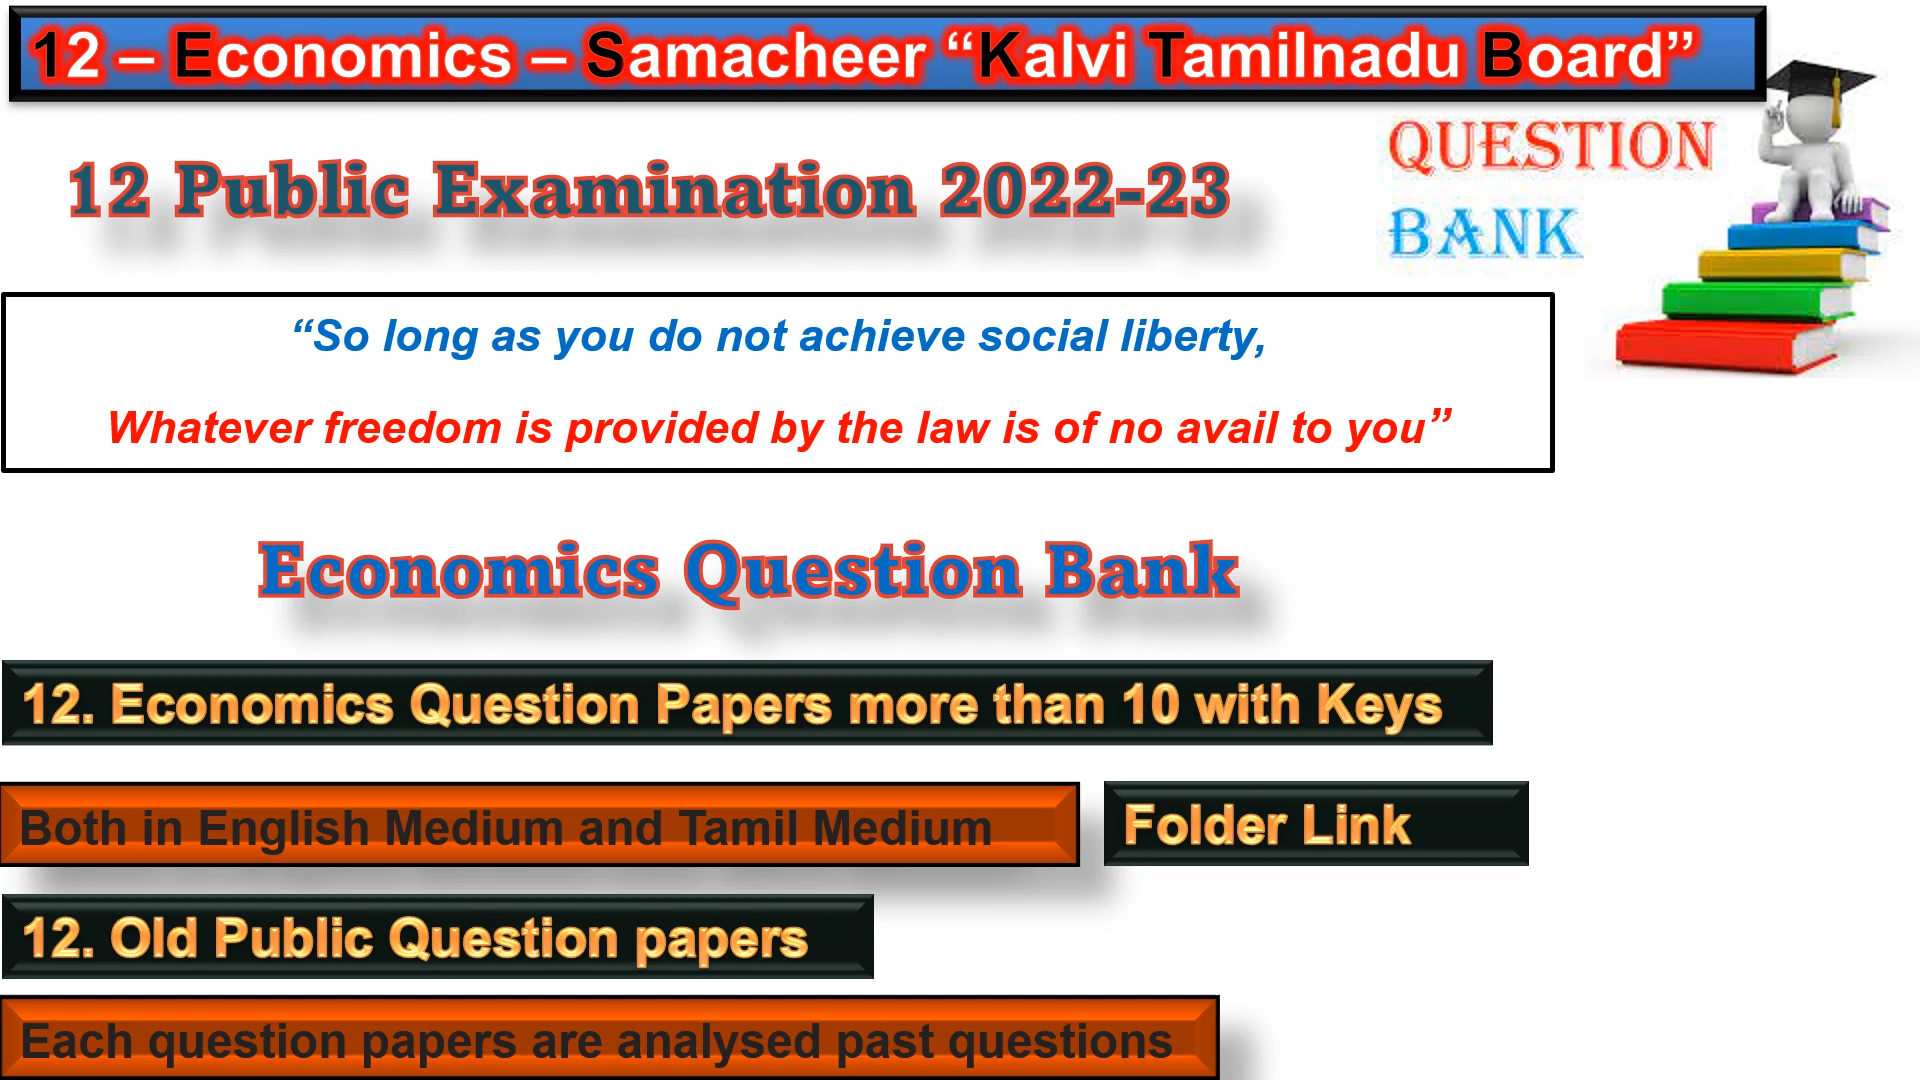 12 – Economics – Samacheer “Kalvi Tamilnadu Board”
12 Public Examination 2022-23
QUESTION
BANK
“So long as you do not achieve social liberty,
Whatever freedom is provided by the law is of no avail to you”
Economics Question Bank
12. Economics Question Papers more than 10 with Keys
Both in English Medium and Tamil Medium
Folder Link
12. Old Public Question papers
Each question papers are analysed past questions